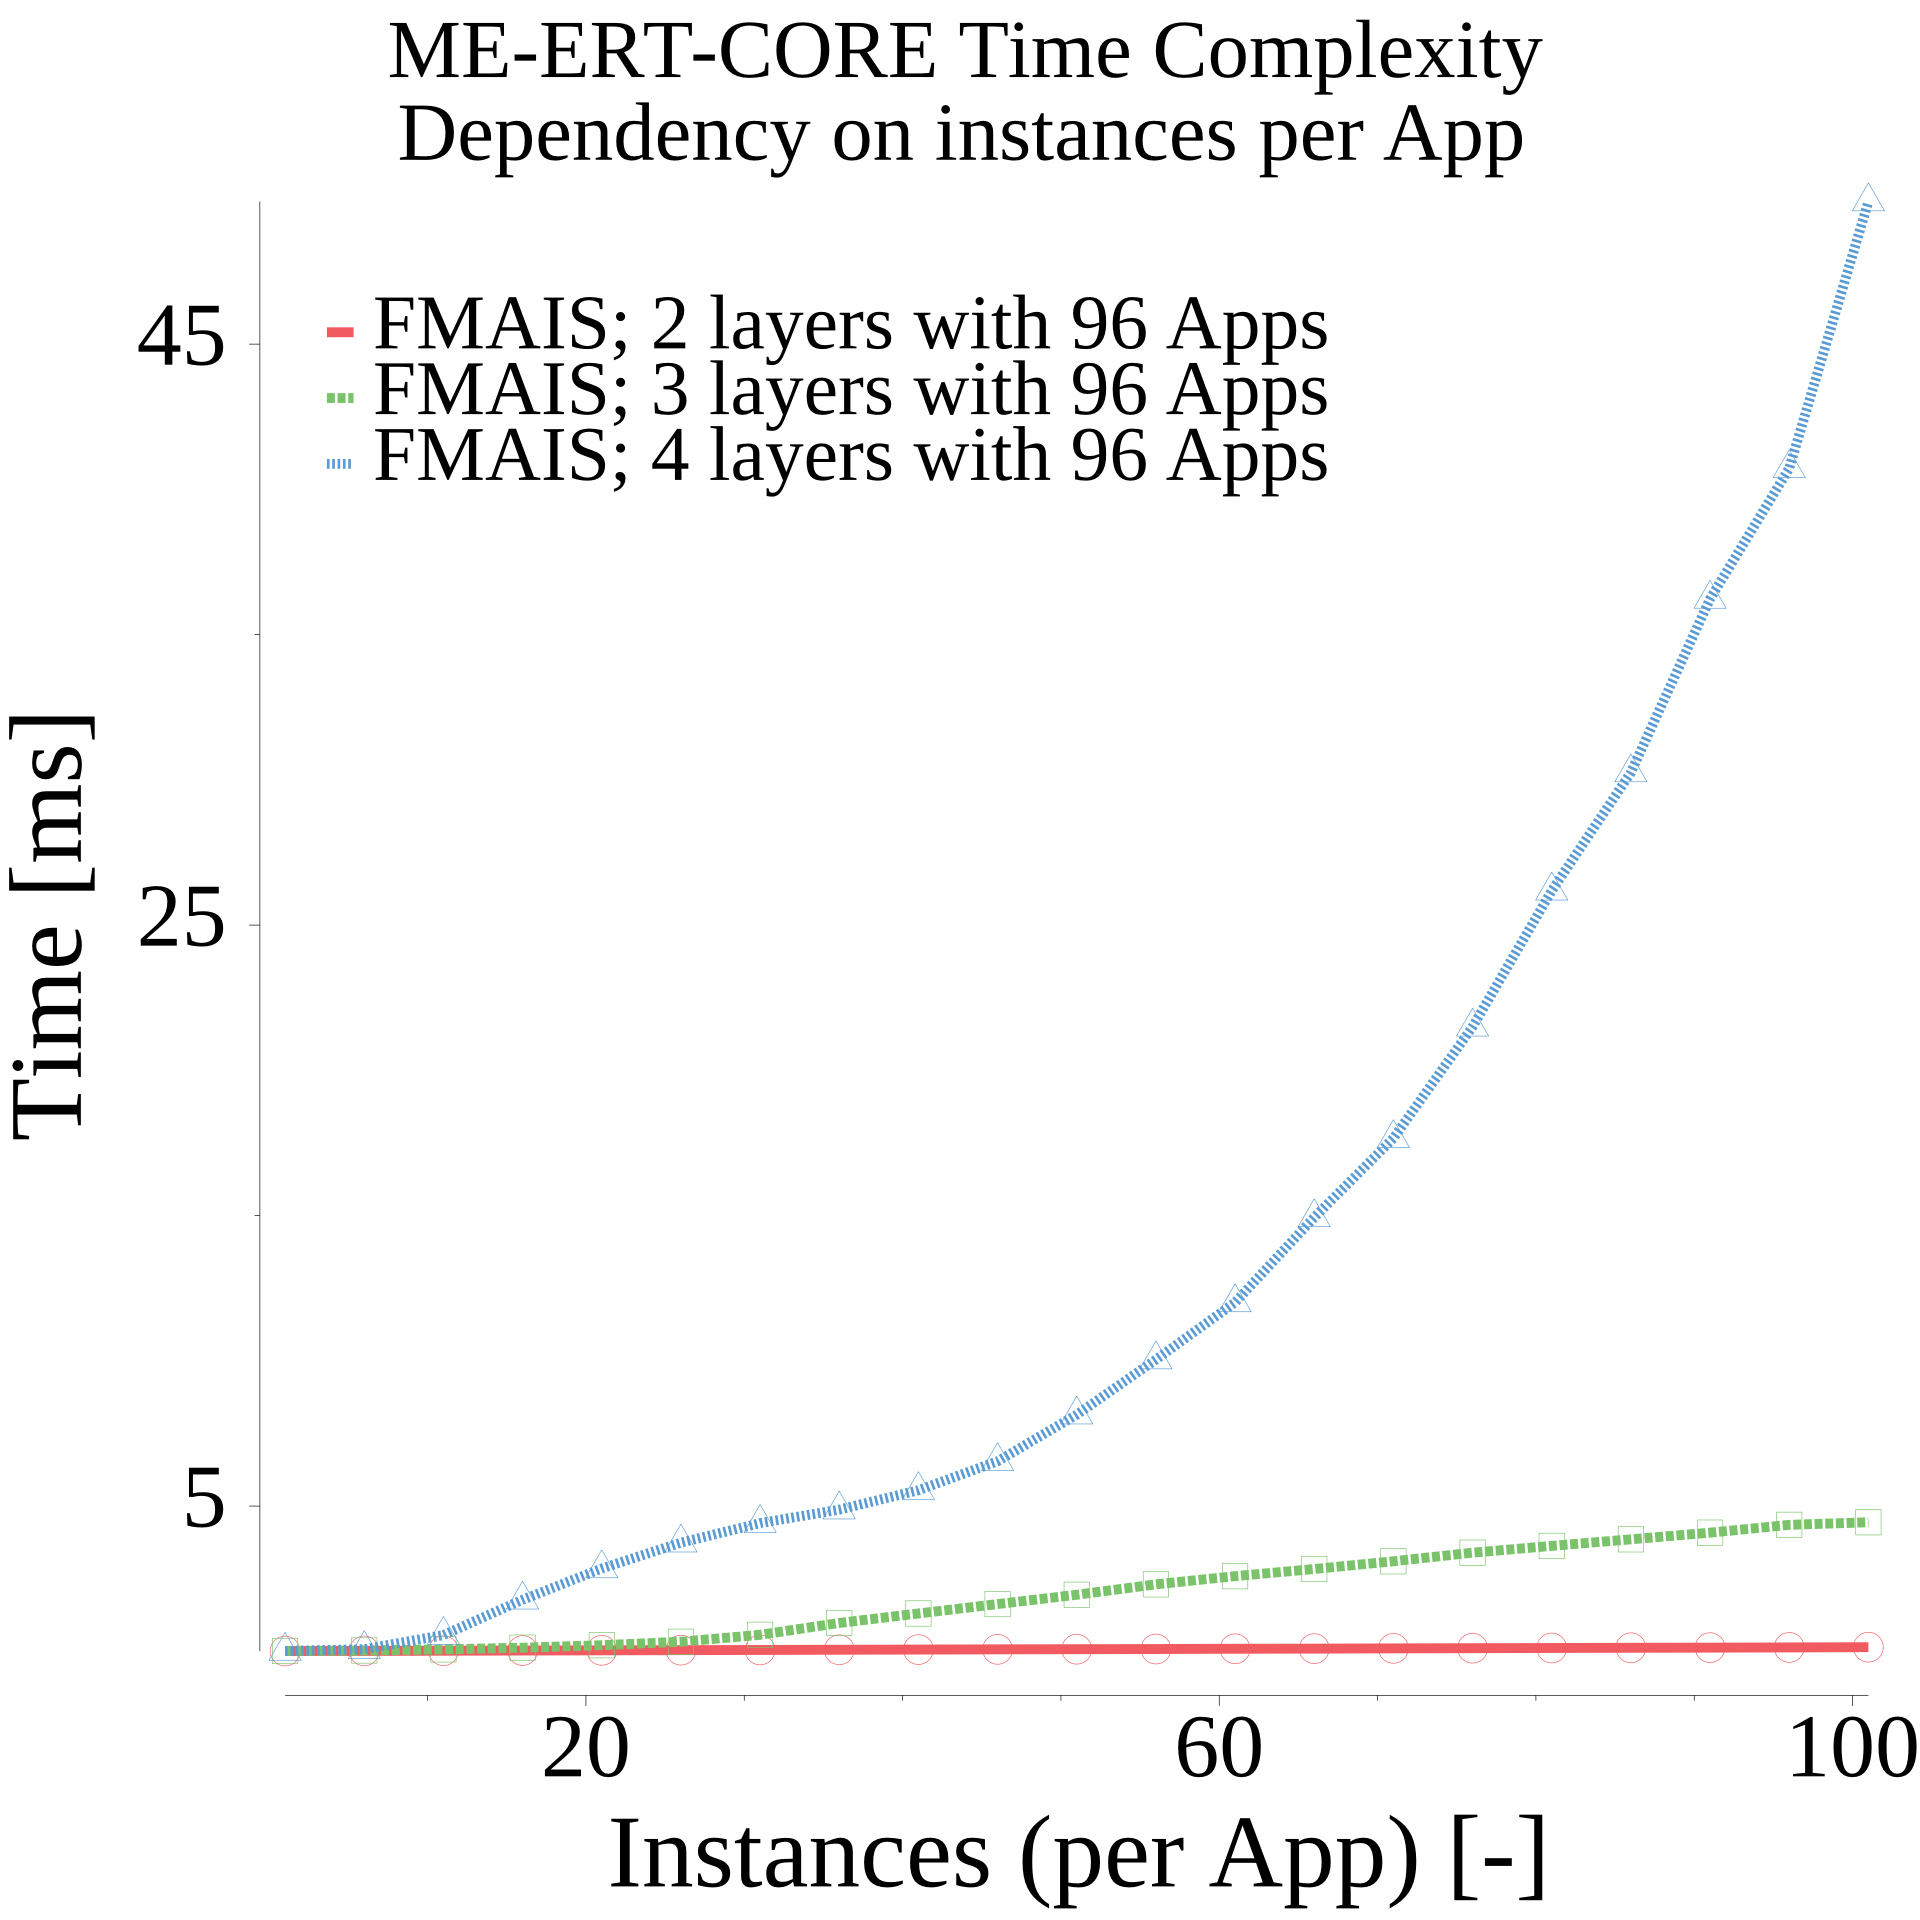 ME-ERT-CORE Time Complexity
Dependency on instances per App
FMAIS; 2 layers with 96 Apps
FMAIS; 3 layers with 96 Apps
FMAIS; 4 layers with 96 Apps
45
25
5
Time [ms]
20
60
100
Instances (per App) [-]